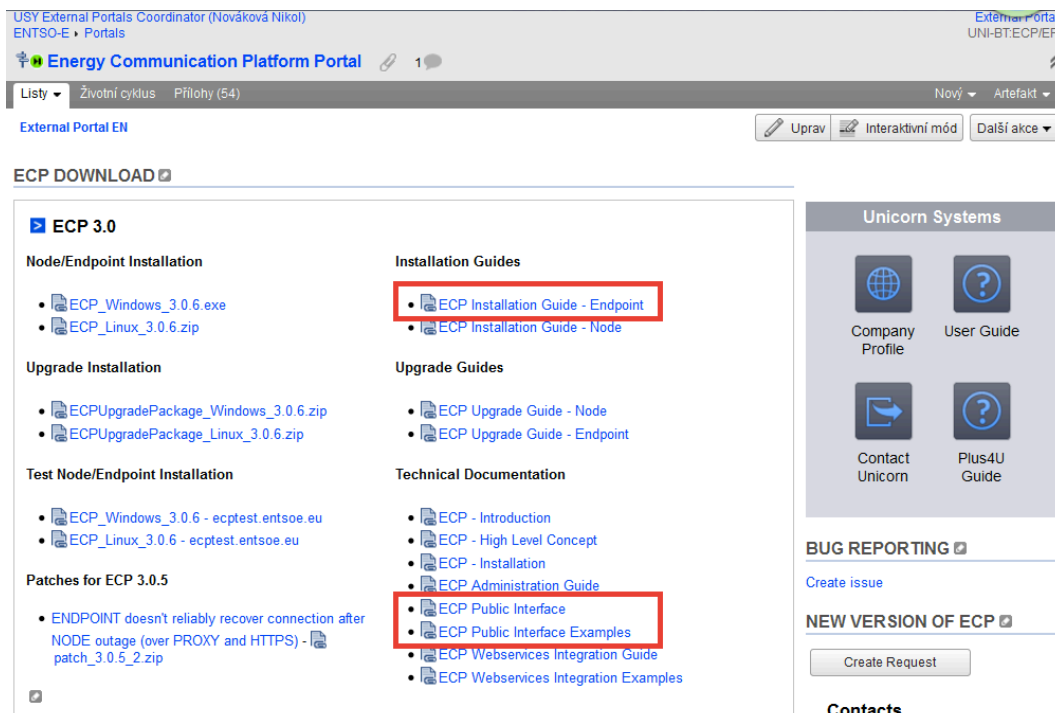 USY External Portals Coordinator (Nováková Nikol)
External Porta
ENTSO-E ▸ Portals
UNI-BT:ECP/EP
Energy Communication Platform Portal 1
Listy Životní cyklus Přílohy (54) Nový Artefakt
External Portal EN
Uprav Interaktivní mód Další akce
ECP DOWNLOAD
ECP 3.0
Node/Endpoint Installation
ECP_Windows_3.0.6.exe
ECP_Linux_3.0.6.zip
Upgrade Installation
ECPUpgradePackage_Windows_3.0.6.zip
ECPUpgradePackage_Linux_3.0.6.zip
Test Node/Endpoint Installation
ECP_Windows_3.0.6 - ecptest.entsoe.eu
ECP_Linux_3.0.6 - ecptest.entsoe.eu
Patches for ECP 3.0.5
ENDPOINT doesn't reliably recover connection after
NODE outage (over PROXY and HTTPS) -
patch_3.0.5_2.zip
Installation Guides
ECP Installation Guide - Endpoint
ECP Installation Guide - Node
Upgrade Guides
ECP Upgrade Guide - Node
ECP Upgrade Guide - Endpoint
Technical Documentation
ECP - Introduction
ECP - High Level Concept
ECP - Installation
ECP Administration Guide
ECP Public Interface
ECP Public Interface Examples
ECP Webservices Integration Guide
ECP Webservices Integration Examples
Unicorn Systems
Company
Profile
User Guide
Contact
Unicorn
Plus4U
Guide
BUG REPORTING
Create issue
NEW VERSION OF ECP
Create Request
Contacts